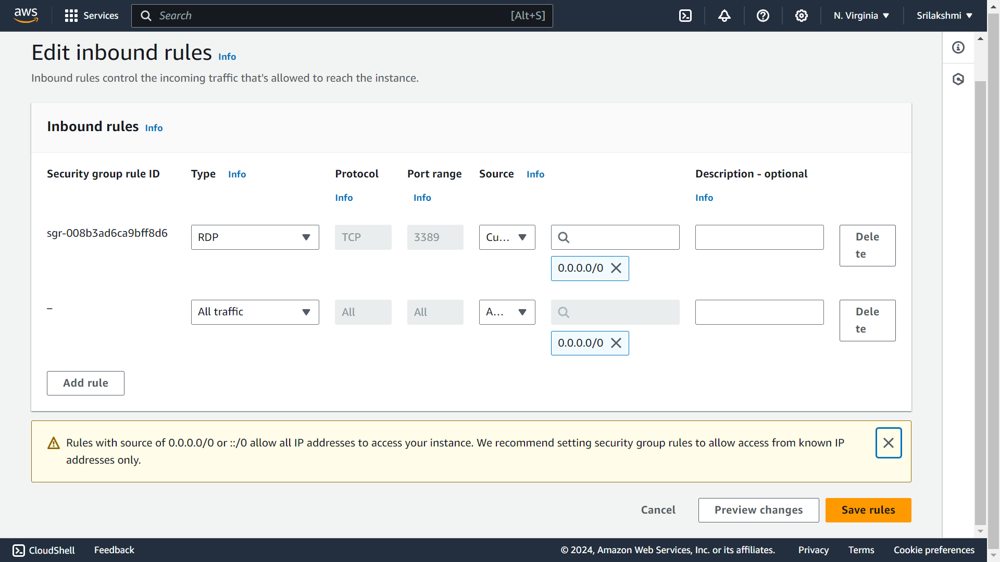 aws
Services
Search [Alt+S]
N. Virginia
Srilakshmi
Edit inbound rules Info
Inbound rules control the incoming traffic that's allowed to reach the instance.
Inbound rules Info
Security group rule ID Type Info Protocol Port range Source Info Description - optional
Info Info Info
sgr-008b3ad6ca9bff8d6 RDP TCP 3389 Cu... Dele
te
0.0.0.0/0
– All traffic All All A... Dele
te
0.0.0.0/0
Add rule
Rules with source of 0.0.0.0/0 or ::/0 allow all IP addresses to access your instance. We recommend setting security group rules to allow access from known IP
addresses only.
Cancel Preview changes Save rules
CloudShell Feedback © 2024, Amazon Web Services, Inc. or its affiliates. Privacy Terms Cookie preferences